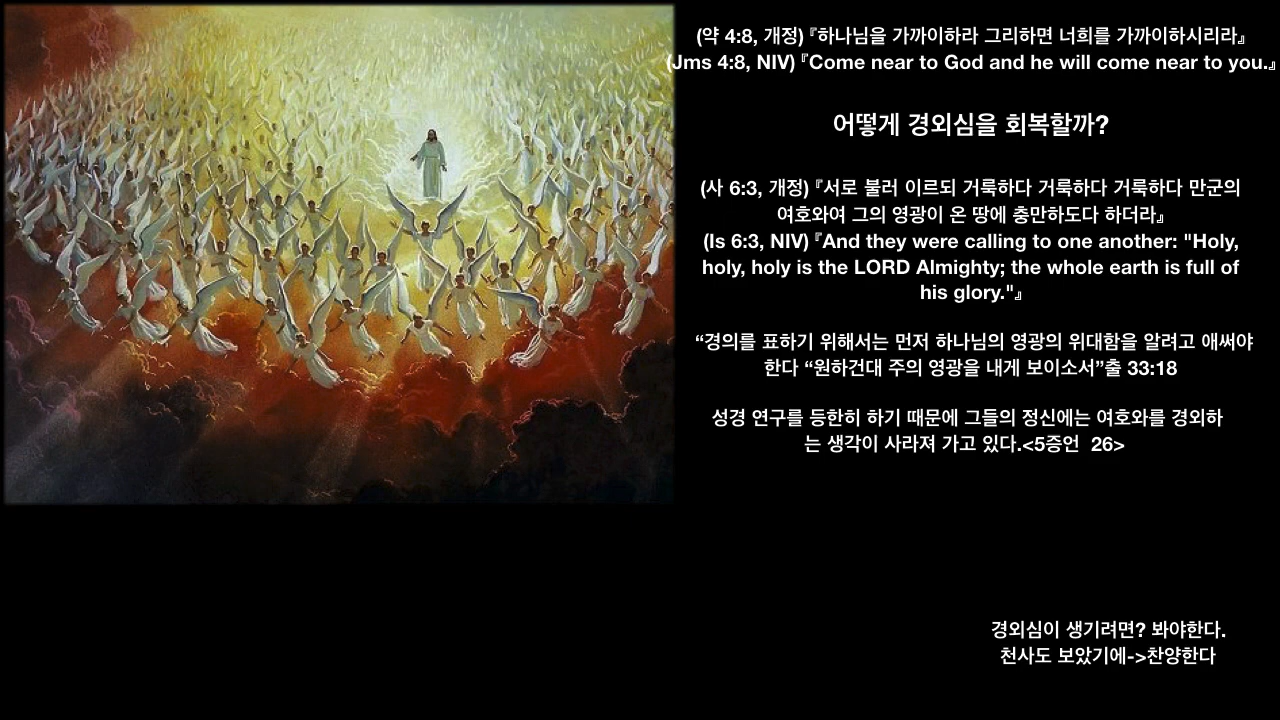 (약 4:8, 개정)『하나님을 가까이하라 그리하면 너희를 가까이하시리라』
(Jms 4:8, NIV)『Come near to God and he will come near to you.』
어떻게 경외심을 회복할까?
(사 6:3, 개정)『서로 불러 이르되 거룩하다 거룩하다 거룩하다 만군의
여호와여 그의 영광이 온 땅에 충만하도다 하더라』
(Is 6:3, NIV)『And they were calling to one another: "Holy,
holy, holy is the LORD Almighty; the whole earth is full of
his glory."』
“경의를 표하기 위해서는 먼저 하나님의 영광의 위대함을 알려고 애써야
한다 “원하건대 주의 영광을 내게 보이소서”출 33:18
성경 연구를 등한히 하기 때문에 그들의 정신에는 여호와를 경외하
는 생각이 사라져 가고 있다.<5증언  26>
경외심이 생기려면? 봐야한다.
천사도 보았기에->찬양한다